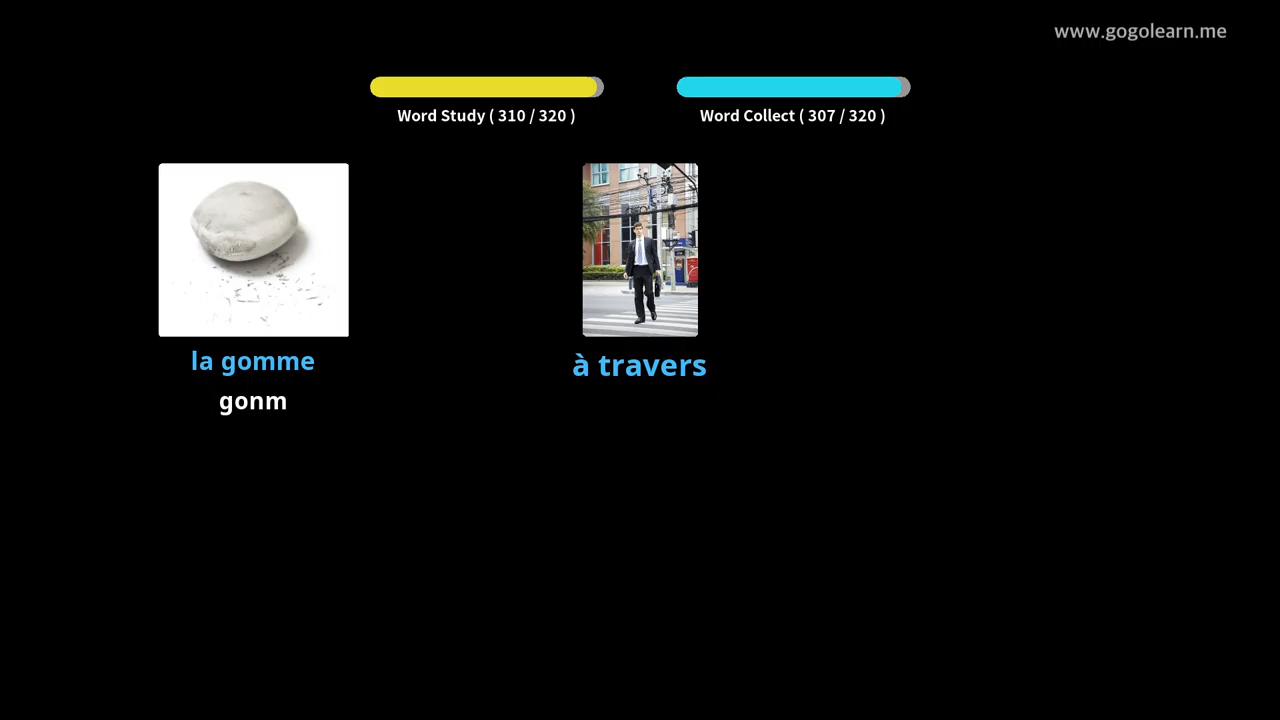 www.gogolearn.me
Word Study ( 310 / 320 )
Word Collect ( 307 / 320 )
la gomme
gonm
à travers